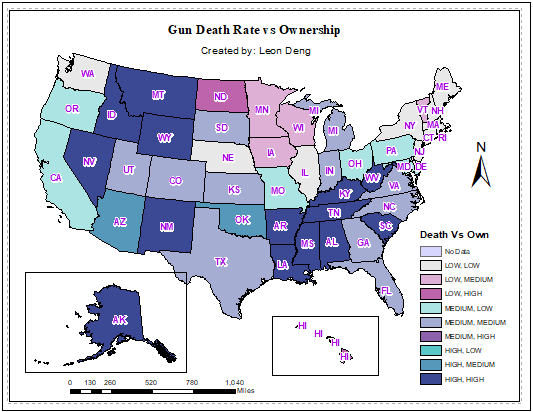 Gun Death Rate vs Ownership
Created by: Leon Deng
WA
MT
ND
MN
ME
OR
ID
SD
WI
MI
MI
VT
NH
NY
MA
CT
RI
WY
IA
NE
PA
NJ
NV
UT
CO
IL
IN
OH
MD
DE
CA
KS
MO
WV
VA
KY
AZ
NM
OK
AR
TN
NC
SC
TX
LA
MS
AL
GA
FL
AK
HI
HI
HI
HI
N
Death Vs Own
No Data
LOW, LOW
LOW, MEDIUM
LOW, HIGH
MEDIUM, LOW
MEDIUM, MEDIUM
MEDIUM, HIGH
HIGH, LOW
HIGH, MEDIUM
HIGH, HIGH
0 130 260 520 780 1,040
Miles